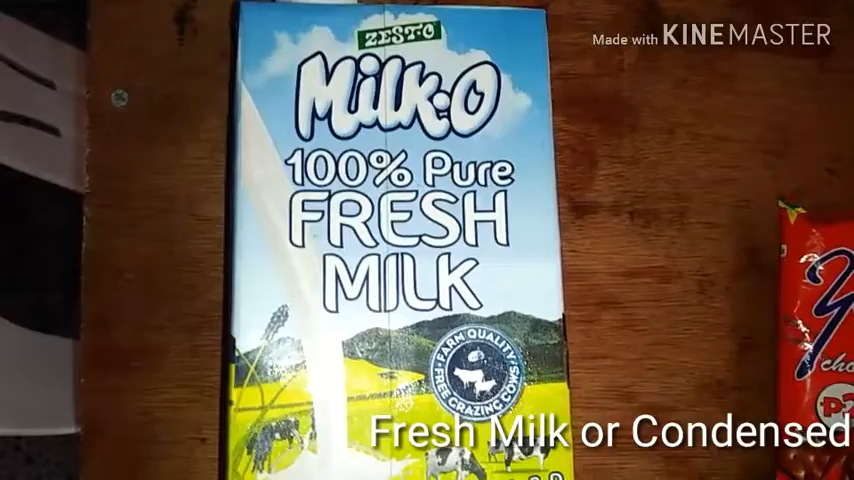 Made with KINEMASTER
ZESTO
Milk-O
100% Pure
FRESH
MILK
FARM QUALITY
FREE GRAZING COWS
Fresh Milk or Condensed